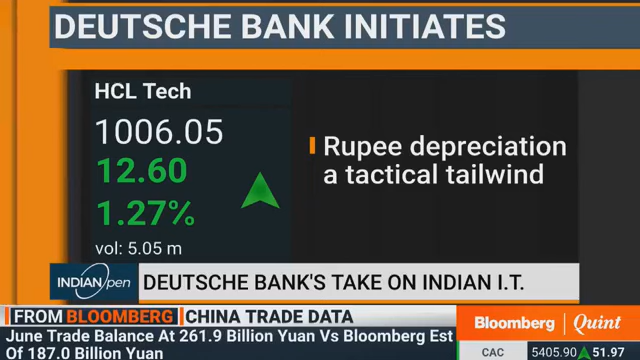 DEUTSCHE BANK INITIATES
HCL Tech
1006.05
12.60
1.27%
vol: 5.05 m
Rupee depreciation
a tactical tailwind
INDIANOpen
DEUTSCHE BANK'S TAKE ON INDIAN I.T.
FROM BLOOMBERG CHINA TRADE DATA
June Trade Balance At 261.9 Billion Yuan Vs Bloomberg Est
Of 187.0 Billion Yuan
Bloomberg Quint
CAC 5405.90 51.97